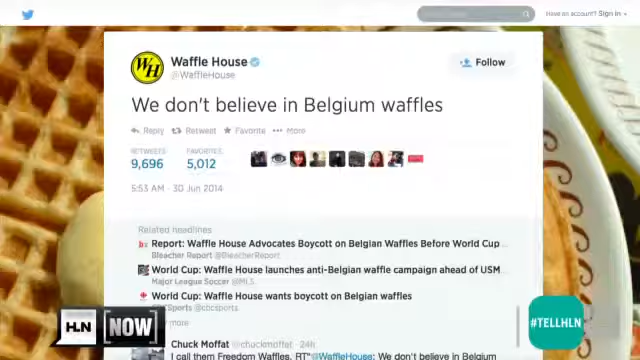 Have an account? Sign in
WH
Waffle House
@WaffleHouse
Follow
We don't believe in Belgium waffles
Reply Retweet Favorite More
RETWEETS FAVORITES
9,696 5,012
5:53 AM - 30 Jun 2014
Related headlines
b/r Report: Waffle House Advocates Boycott on Belgian Waffles Before World Cup...
Bleacher Report @BleacherReport
World Cup: Waffle House launches anti-Belgian waffle campaign ahead of USM...
Major League Soccer @MLS
World Cup: Waffle House wants boycott on Belgian waffles
Sports @cbcsports
more
HLN NOW
#TELLHLN
Chuck Moffat @chuckmoffat · 24h
I call them Freedom Waffles. RT"@WaffleHouse: We don't believe in Belgium